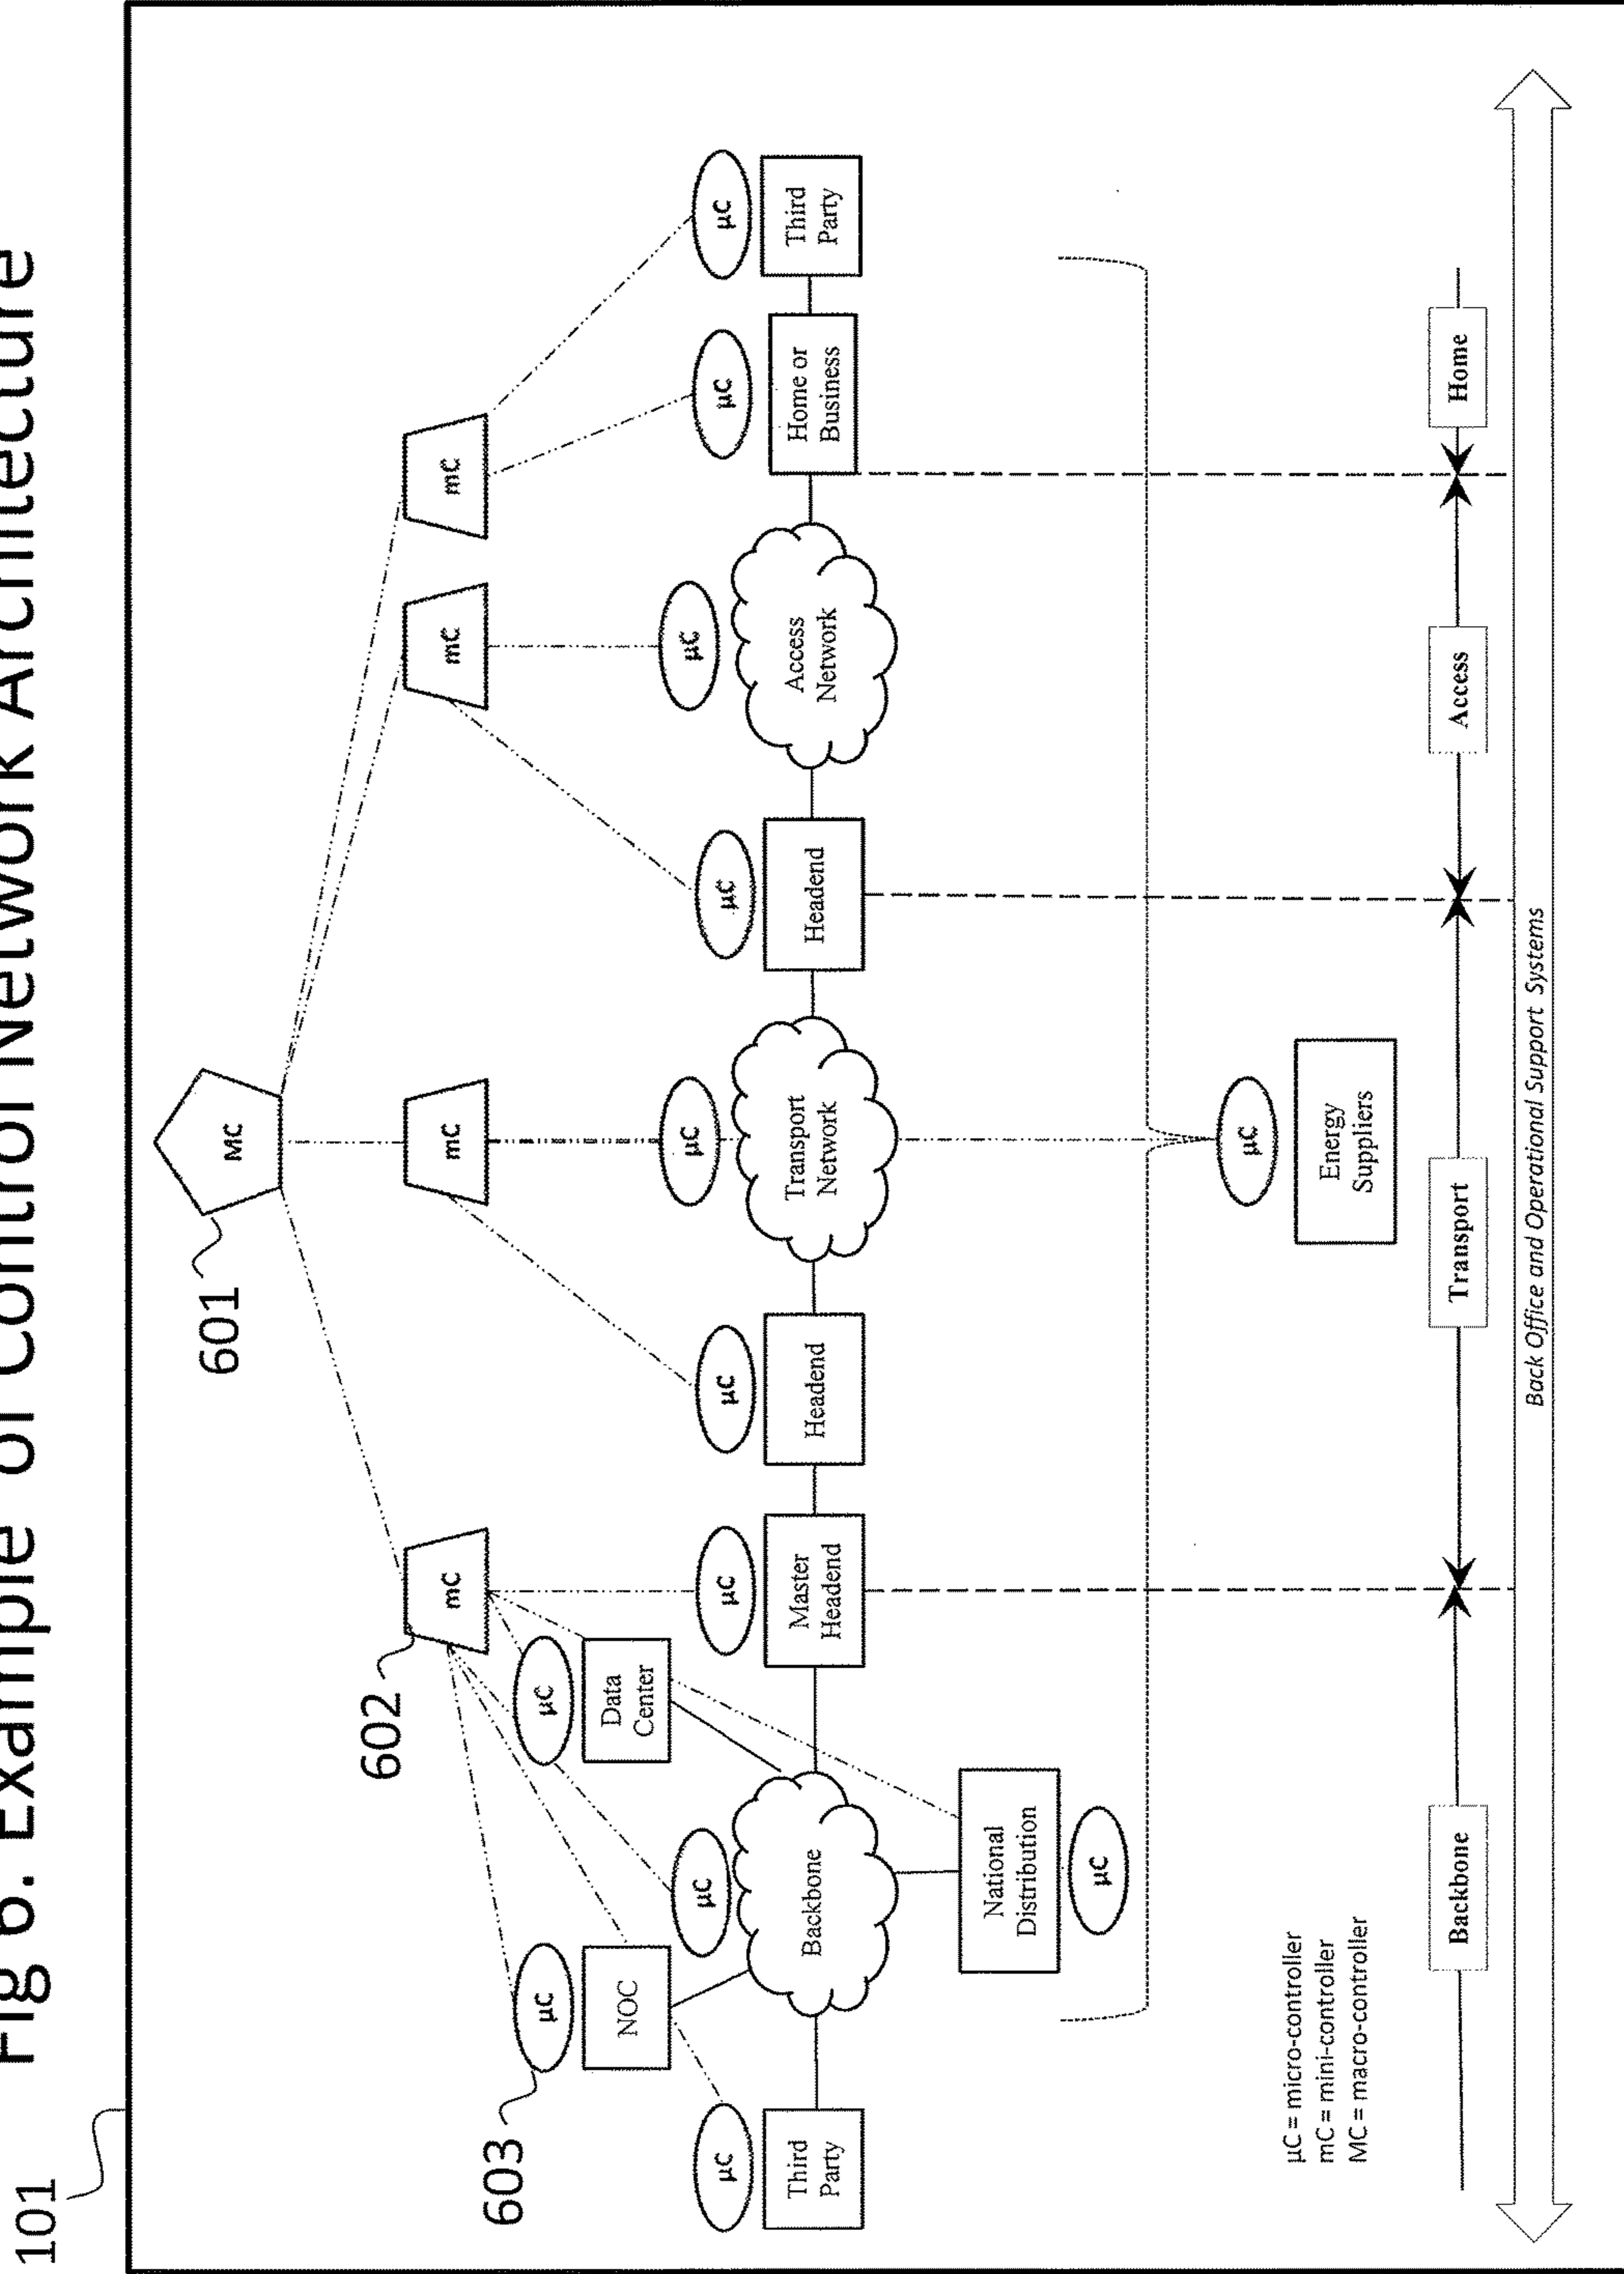 101
Fig 6. Example of Control Network Architecture
601
MC
602
mC
mC
mC
mC
603
µC
µC
NOC
Data
Center
µC
µC
µC
µC
µC
µC
µC
µC
µC
Third
Party
Backbone
Master
Headend
Headend
Transport
Network
Headend
Access
Network
Home or
Business
Third
Party
National
Distribution
µC
µC
Energy
Suppliers
µC = micro-controller
mC = mini-controller
MC = macro-controller
Backbone
Transport
Access
Home
Back Office and Operational Support Systems